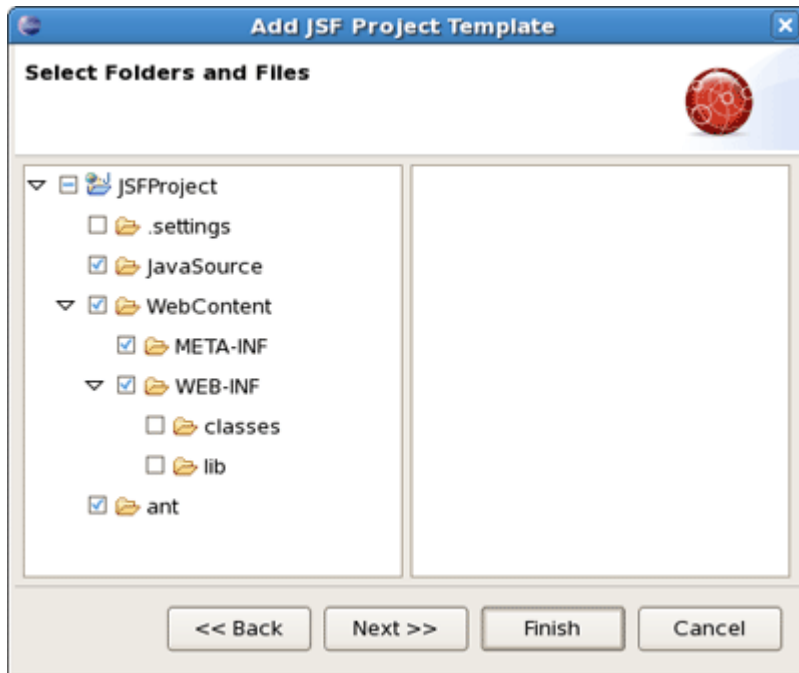 Add JSF Project Template
Select Folders and Files
JSFProject
.settings
JavaSource
WebContent
META-INF
WEB-INF
classes
lib
ant
<< Back Next >> Finish Cancel